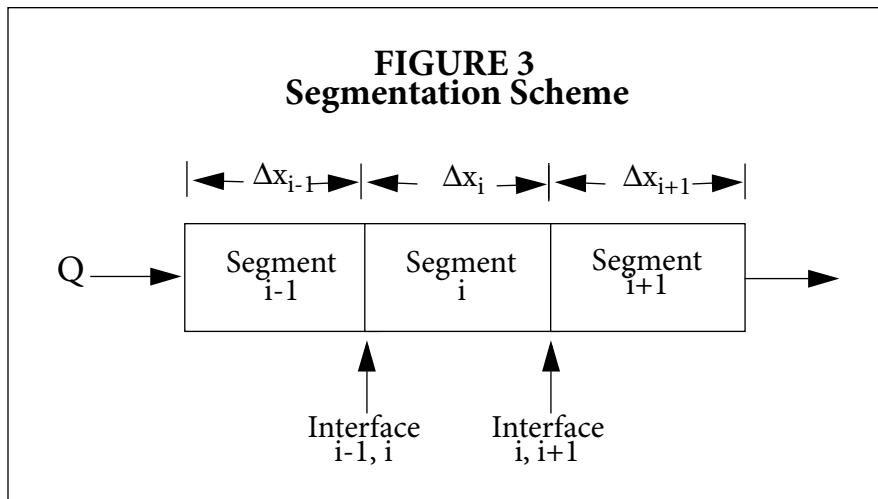 FIGURE 3
Segmentation Scheme
Δxi-1 Δxi Δxi+1
Q
Segment
i-1
Segment
i
Segment
i+1
Interface
i-1, i
Interface
i, i+1